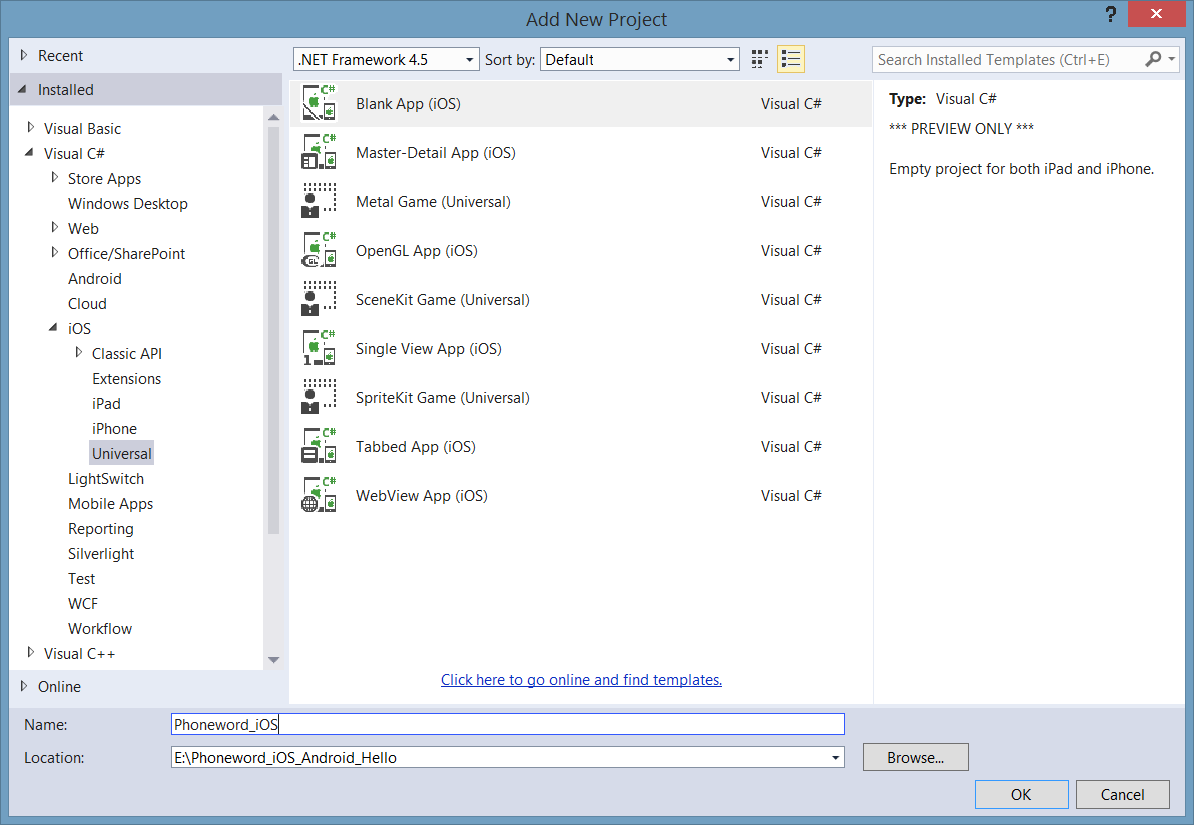 Add New Project
?
Recent
Installed
Visual Basic
Visual C#
Store Apps
Windows Desktop
Web
Office/SharePoint
Android
Cloud
iOS
Classic API
Extensions
iPad
iPhone
Universal
LightSwitch
Mobile Apps
Reporting
Silverlight
Test
WCF
Workflow
Visual C++
Online
.NET Framework 4.5 Sort by: Default
Blank App (iOS) Visual C#
Master-Detail App (iOS) Visual C#
Metal Game (Universal) Visual C#
OpenGL App (iOS) Visual C#
SceneKit Game (Universal) Visual C#
Single View App (iOS) Visual C#
SpriteKit Game (Universal) Visual C#
Tabbed App (iOS) Visual C#
WebView App (iOS) Visual C#
Click here to go online and find templates.
Search Installed Templates (Ctrl+E)
Type: Visual C#
*** PREVIEW ONLY ***
Empty project for both iPad and iPhone.
Name: Phoneword_iOS
Location: E:\Phoneword_iOS_Android_Hello Browse...
OK Cancel